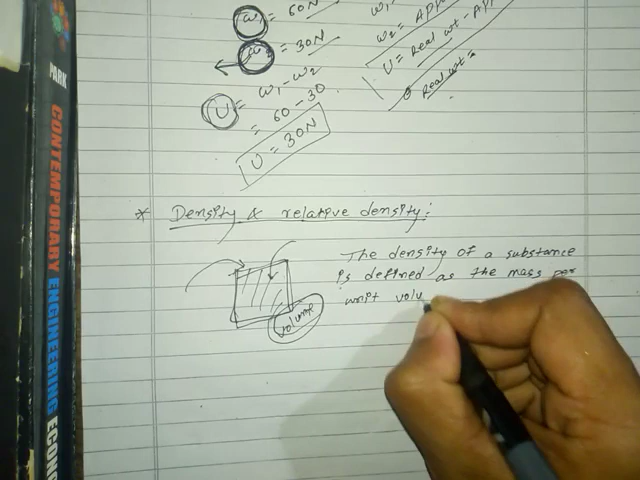 W₁ = 60N
= 30N
U = W₁ - W₂
= 60 - 30
U = 30N
W₁
W₂ = App
U = Real wt - App
Real wt =
* Density & relative density:
volume
The density of a substance
is defined as the mass per
unit volu
PARK CONTEMPORARY ENGINEERING ECONO